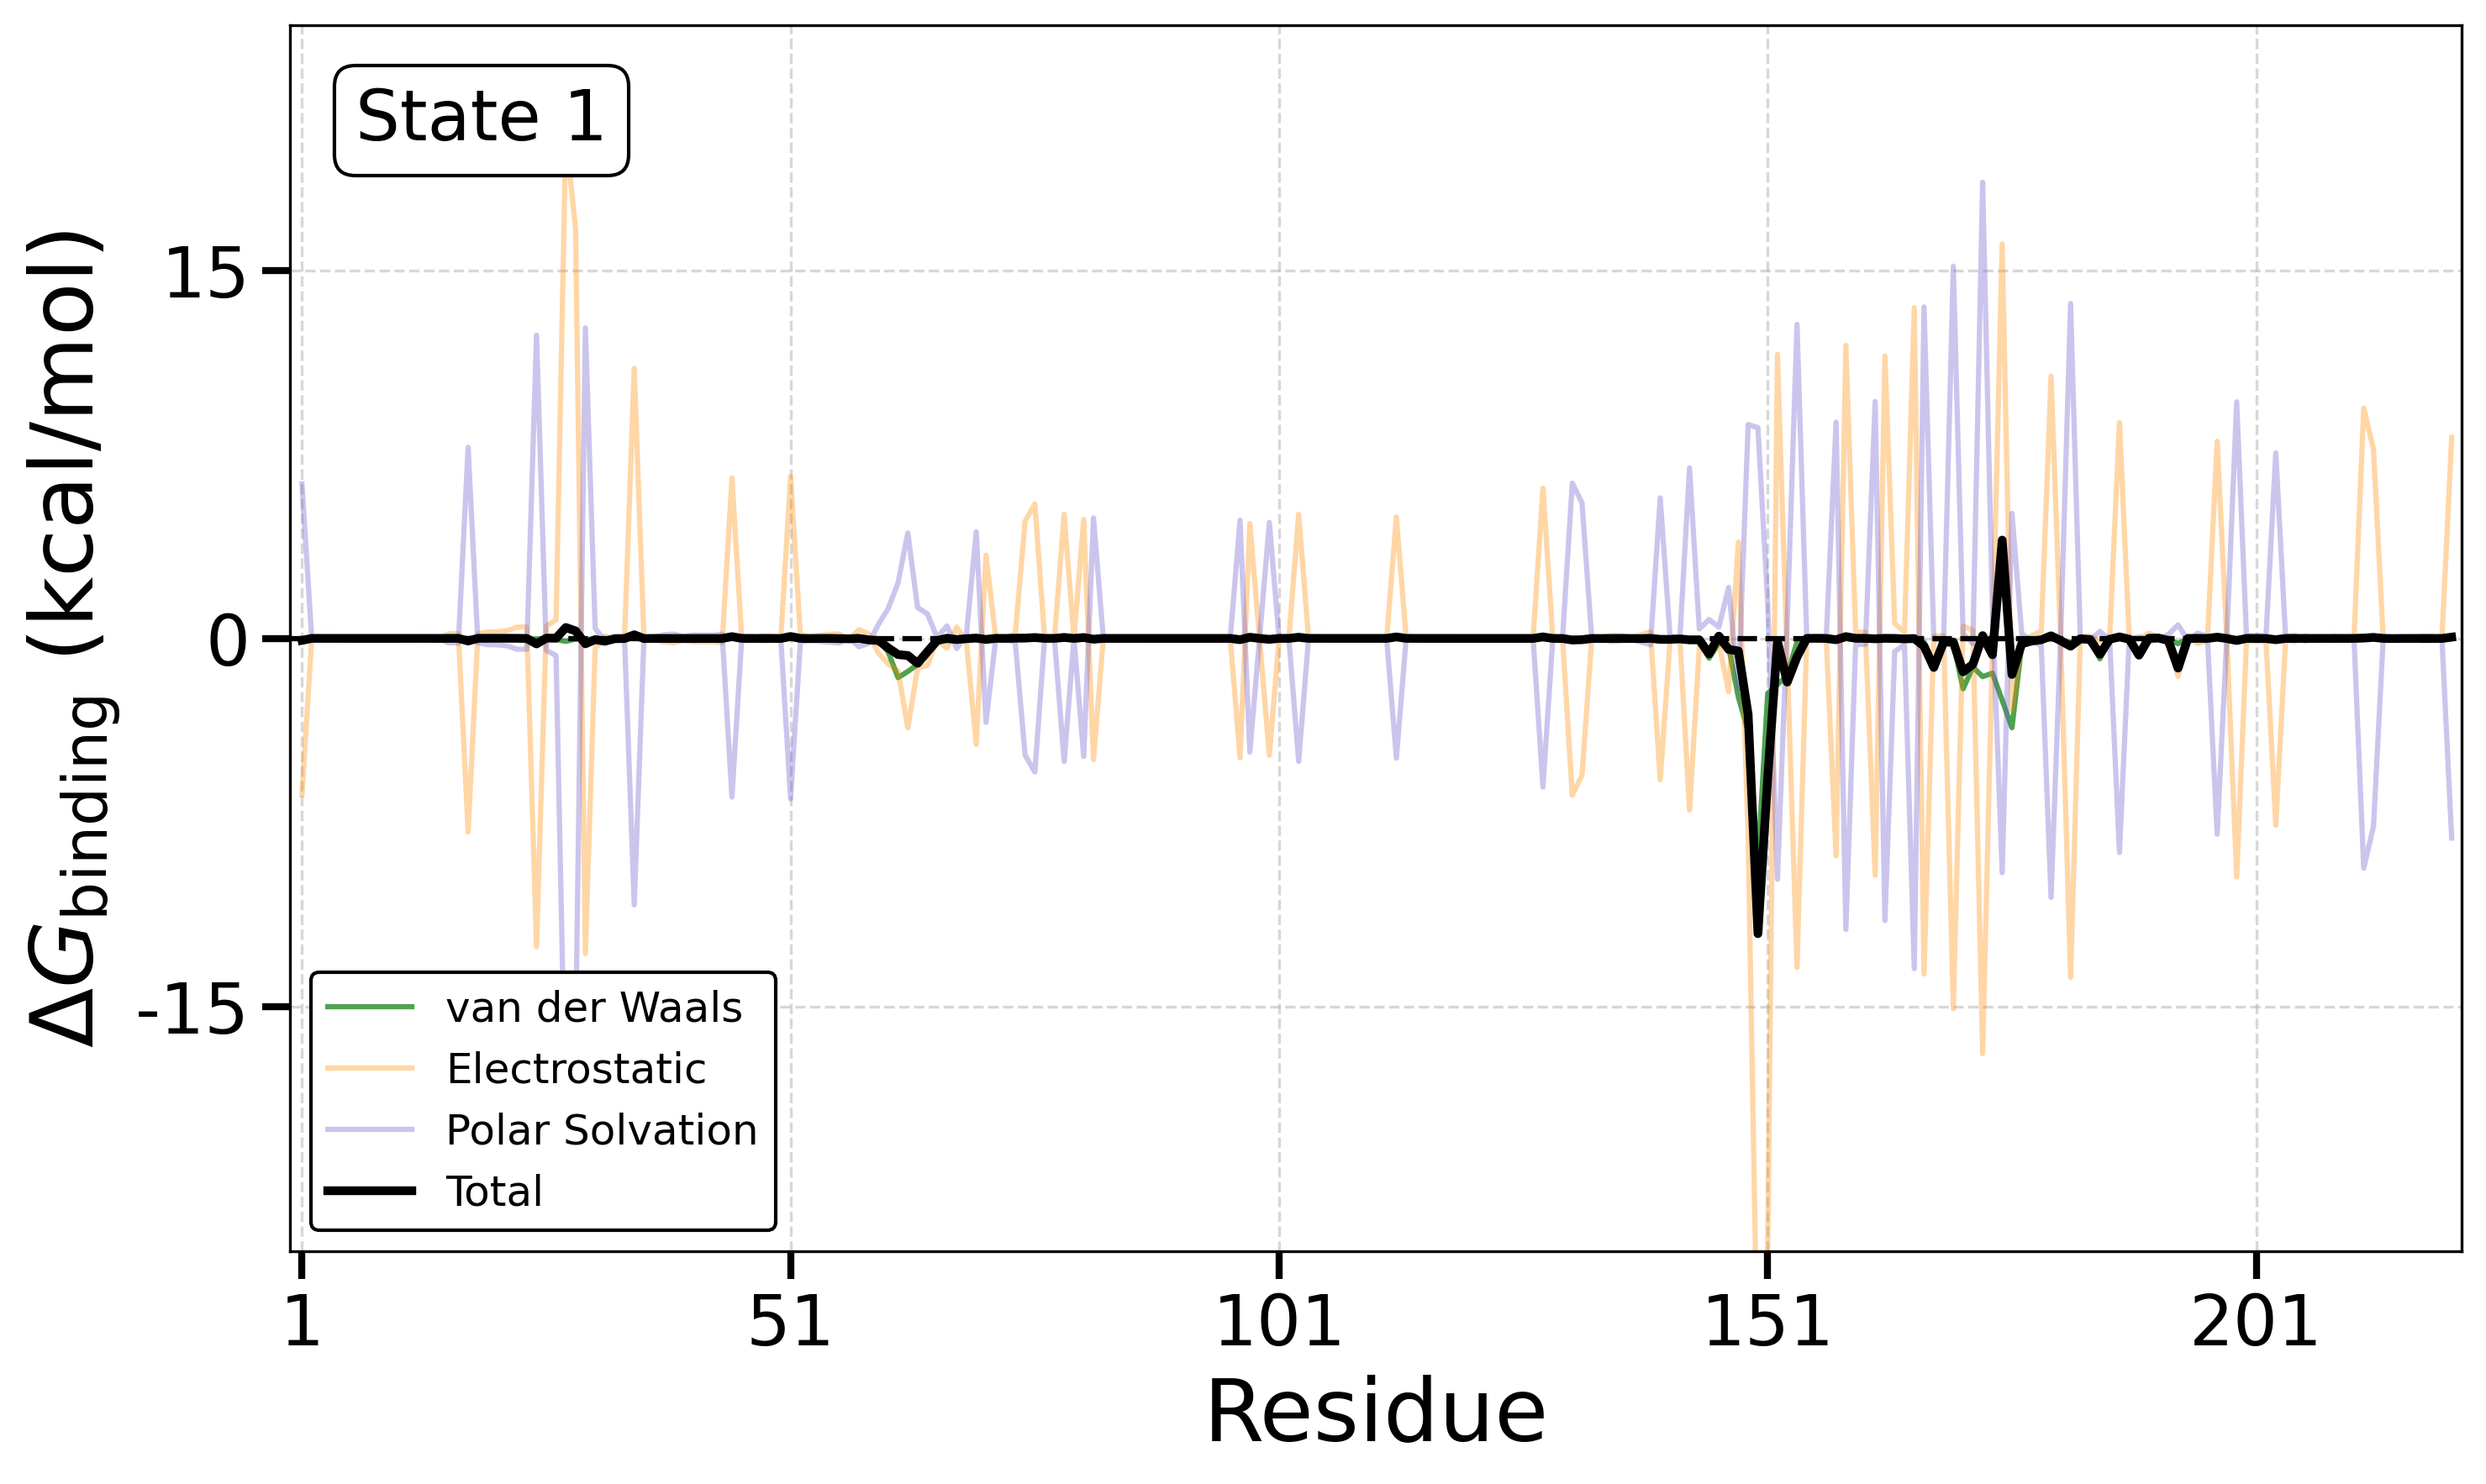 State 1
15
0
-15
ΔG_binding (kcal/mol)
van der Waals
Electrostatic
Polar Solvation
Total
1 51 101 151 201
Residue